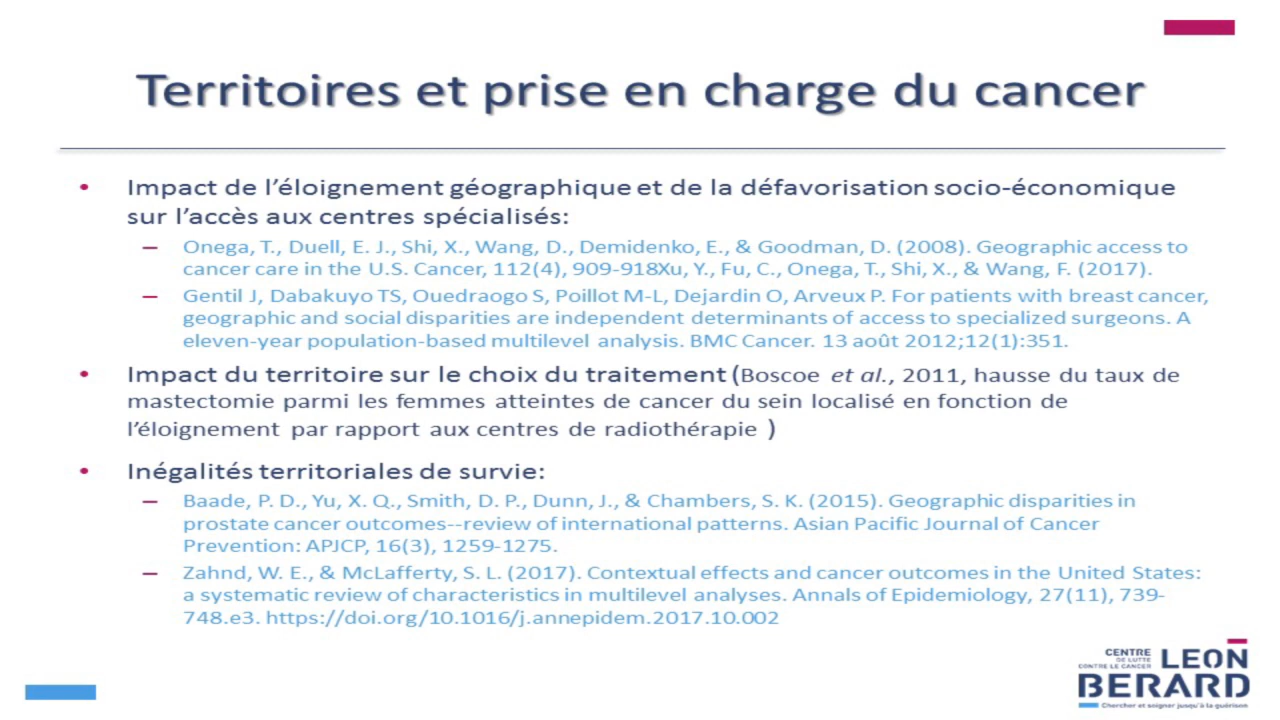 Territoires et prise en charge du cancer
• Impact de l'éloignement géographique et de la défavorisation socio-économique
sur l'accès aux centres spécialisés:
– Onega, T., Duell, E. J., Shi, X., Wang, D., Demidenko, E., & Goodman, D. (2008). Geographic access to
cancer care in the U.S. Cancer, 112(4), 909-918Xu, Y., Fu, C., Onega, T., Shi, X., & Wang, F. (2017).
– Gentil J, Dabakuyo TS, Ouedraogo S, Poillot M-L, Dejardin O, Arveux P. For patients with breast cancer,
geographic and social disparities are independent determinants of access to specialized surgeons. A
eleven-year population-based multilevel analysis. BMC Cancer. 13 août 2012;12(1):351.
• Impact du territoire sur le choix du traitement (Boscoe et al., 2011, hausse du taux de
mastectomie parmi les femmes atteintes de cancer du sein localisé en fonction de
l'éloignement par rapport aux centres de radiothérapie )
• Inégalités territoriales de survie:
– Baade, P. D., Yu, X. Q., Smith, D. P., Dunn, J., & Chambers, S. K. (2015). Geographic disparities in
prostate cancer outcomes--review of international patterns. Asian Pacific Journal of Cancer
Prevention: APJCP, 16(3), 1259-1275.
– Zahnd, W. E., & McLafferty, S. L. (2017). Contextual effects and cancer outcomes in the United States:
a systematic review of characteristics in multilevel analyses. Annals of Epidemiology, 27(11), 739-
748.e3. https://doi.org/10.1016/j.annepidem.2017.10.002
CENTRE
DE LUTTE
CONTRE LE CANCER
LEON
BERARD
Chercher et soigner jusqu'à la guérison